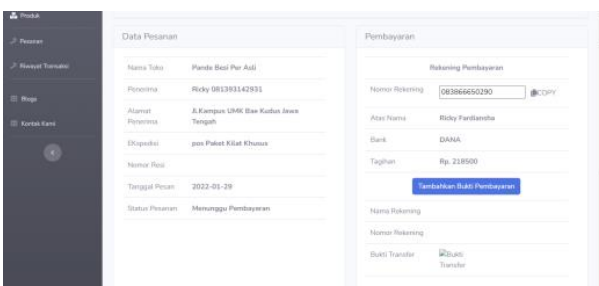 Produk
Pesanan
Riwayat Transaksi
Blogs
Kontak Kami
Data Pesanan
Nama Toko Pande Besi Per Asli
Penerima Ricky 081393142931
Alamat Penerima Jl.Kampus UMK Bae Kudus Jawa
Tengah
Ekspedisi pos Paket Kilat Khusus
Nomor Resi
Tanggal Pesan 2022-01-29
Status Pesanan Menunggu Pembayaran
Pembayaran
Rekening Pembayaran
Nomor Rekening 083866650290 COPY
Atas Nama Ricky Fardiansha
Bank DANA
Tagihan Rp. 218500
Tambahkan Bukti Pembayaran
Nama Rekening
Nomor Rekening
Bukti Transfer Bukti
Transfer